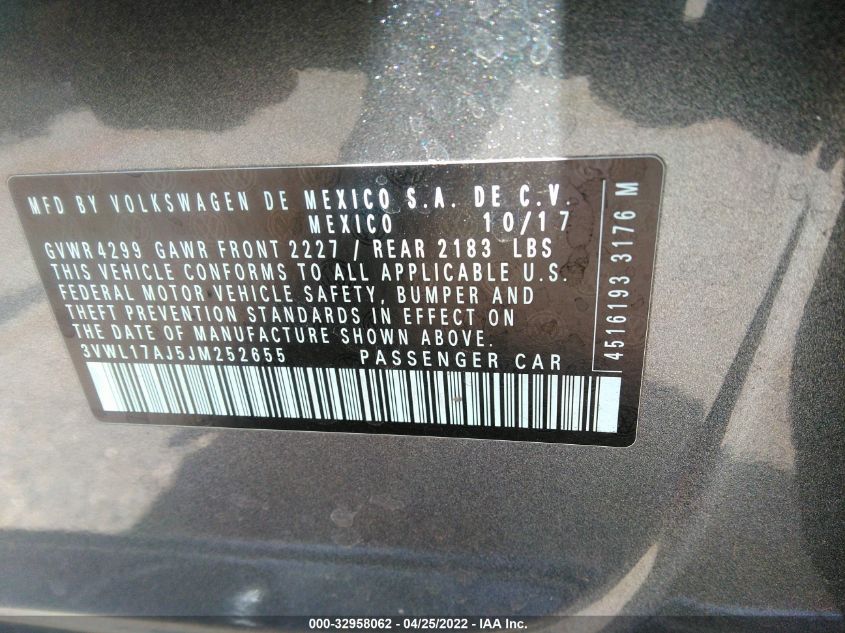 MFD BY VOLKSWAGEN DE MEXICO S.A. DE C.V.
MEXICO 10/17
GVWR 4299 GAWR FRONT 2227 / REAR 2183 LBS
THIS VEHICLE CONFORMS TO ALL APPLICABLE U.S.
FEDERAL MOTOR VEHICLE SAFETY, BUMPER AND
THEFT PREVENTION STANDARDS IN EFFECT ON
THE DATE OF MANUFACTURE SHOWN ABOVE.
3VWL17AJ5JM252655 PASSENGER CAR
4516193 3176 M
000-32958062 - 04/25/2022 - IAA Inc.